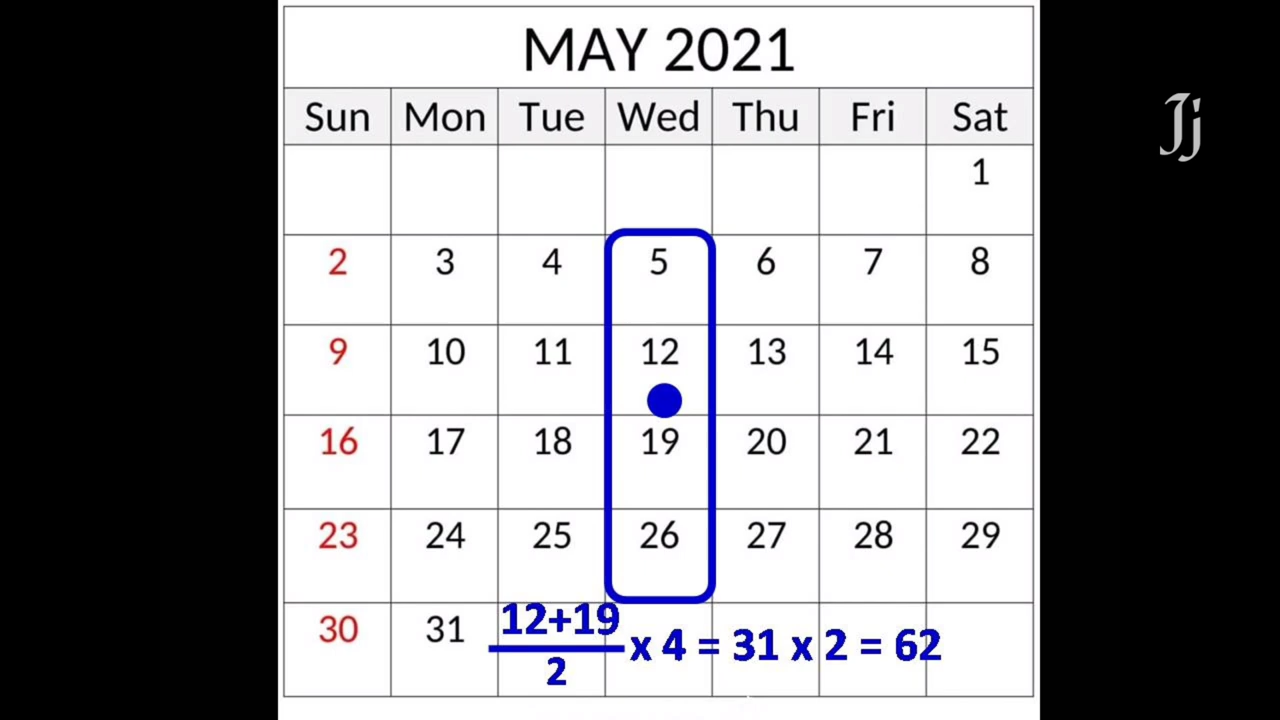 MAY 2021
Jj
Sun Mon Tue Wed Thu Fri Sat
1
2 3 4 5 6 7 8
9 10 11 12 13 14 15
16 17 18 19 20 21 22
23 24 25 26 27 28 29
30 31
12+19
2
x 4 = 31 x 2 = 62